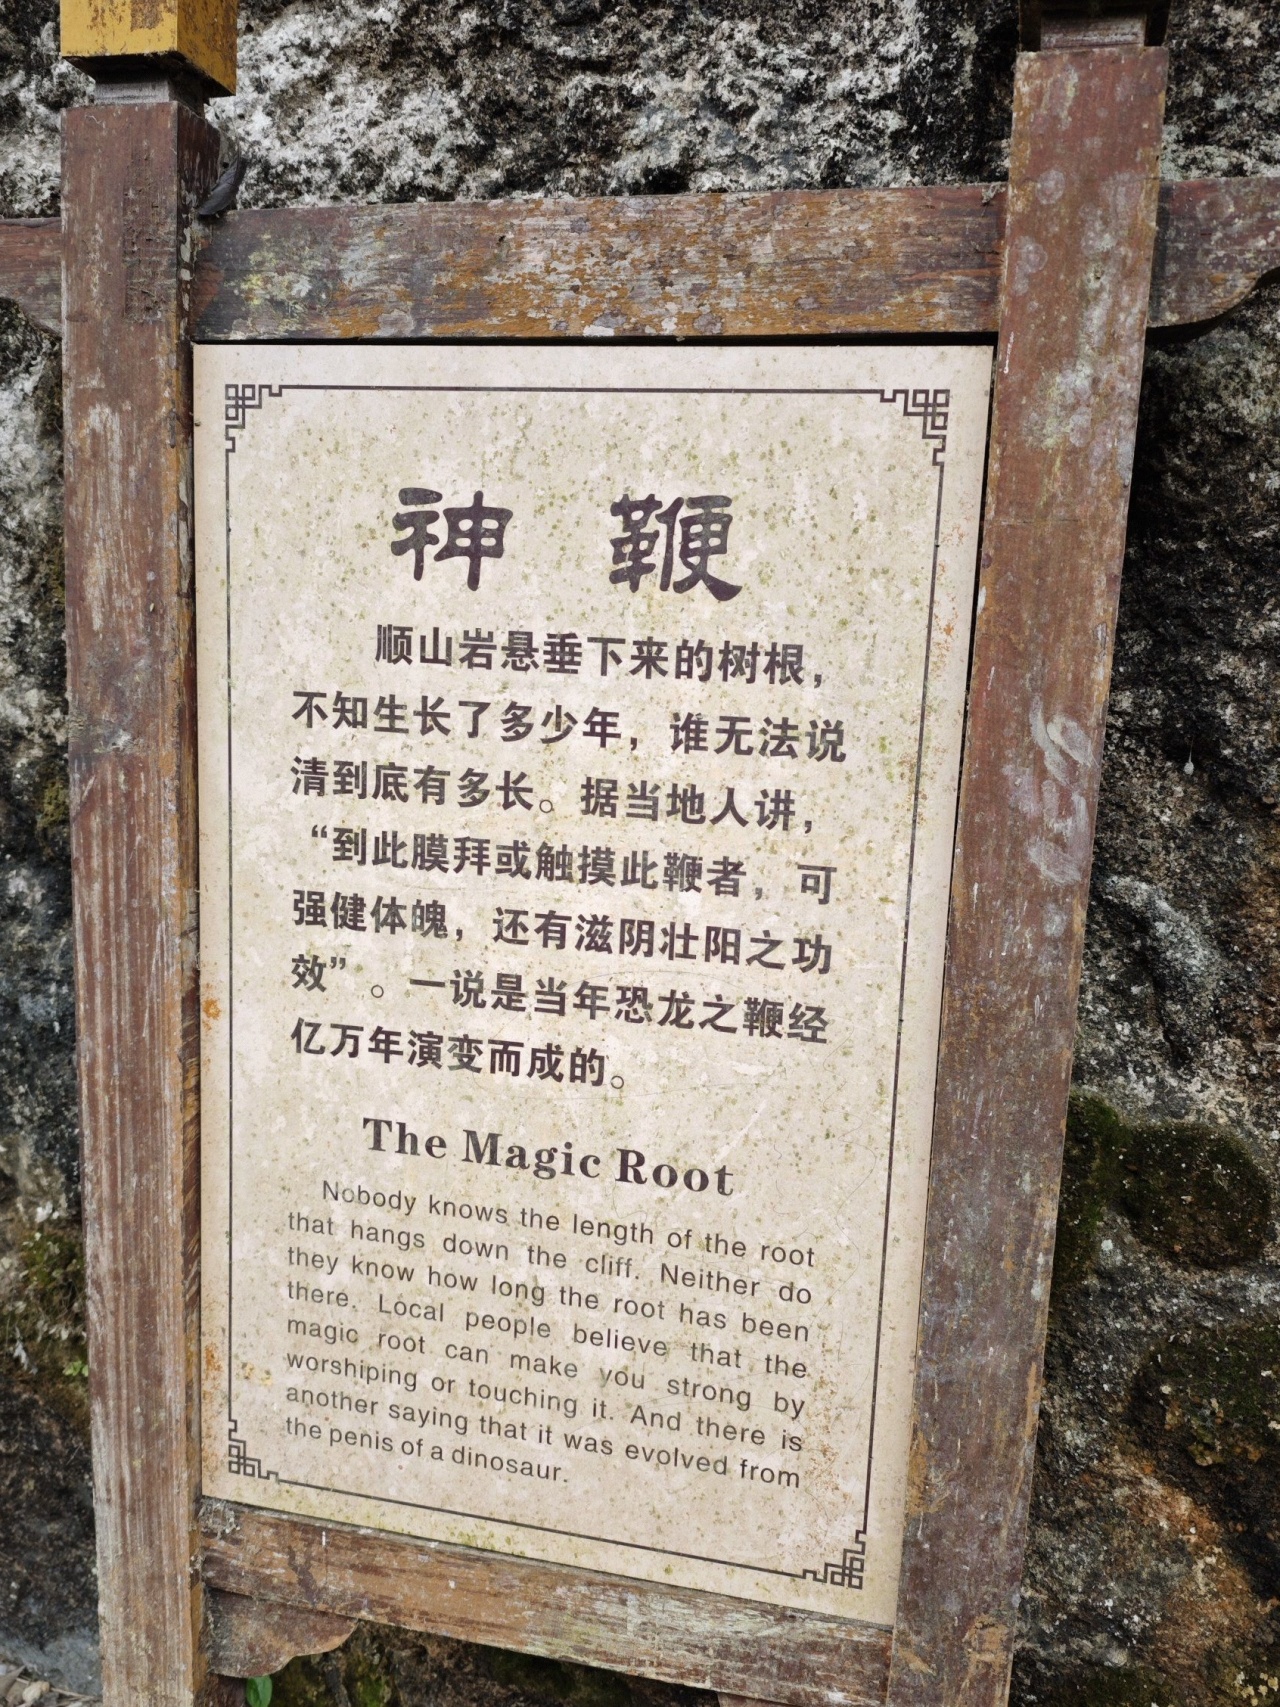 神 鞭
顺山岩悬垂下来的树根，
不知生长了多少年，谁无法说
清到底有多长。据当地人讲，
“到此膜拜或触摸此鞭者，可
强健体魄，还有滋阴壮阳之功
效”。一说是当年恐龙之鞭经
亿万年演变而成的。
The Magic Root
Nobody knows the length of the root
that hangs down the cliff. Neither do
they know how long the root has been
there. Local people believe that the
magic root can make you strong by
worshiping or touching it. And there is
another saying that it was evolved from
the penis of a dinosaur.